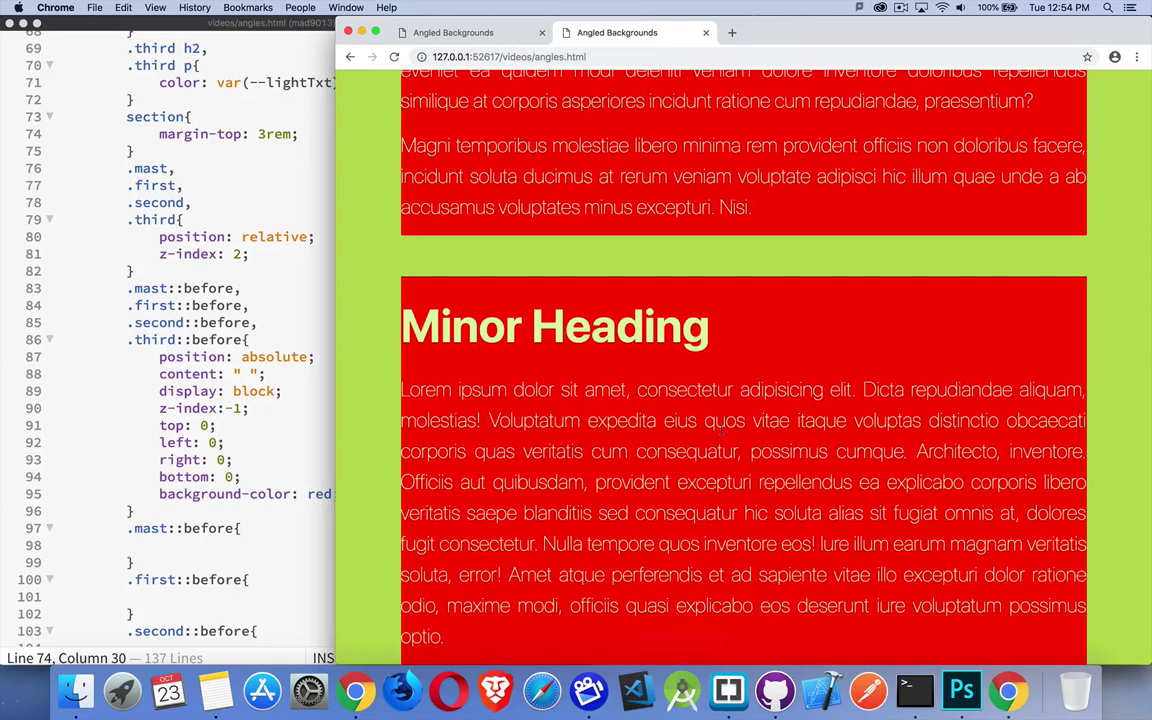 Chrome File Edit View History Bookmarks People Window Help 100% Tue 12:54 PM
videos/angles.html (mad9013
69 .third h2,
70 .third p{
71 color: var(--lightTxt)
72 }
73 section{
74 margin-top: 3rem;
75 }
76 .mast,
77 .first,
78 .second,
79 .third{
80 position: relative;
81 z-index: 2;
82 }
83 .mast::before,
84 .first::before,
85 .second::before,
86 .third::before{
87 position: absolute;
88 content: " ";
89 display: block;
90 z-index:-1;
91 top: 0;
92 left: 0;
93 right: 0;
94 bottom: 0;
95 background-color: red;
96 }
97 .mast::before{
98
99 }
100 .first::before{
101
102 }
103 .second::before{
Line 74, Column 30 — 137 Lines INS
Angled Backgrounds
Angled Backgrounds
127.0.0.1:52617/videos/angles.html
eveniet ea quidem modi deleniti veniam dolore inventore doloribus repellendus
similique at corporis asperiores incidunt ratione cum repudiandae, praesentium?
Magni temporibus molestiae libero minima rem provident officiis non doloribus facere,
incidunt soluta ducimus at rerum veniam voluptate adipisci hic illum quae unde a ab
accusamus voluptates minus excepturi. Nisi.
Minor Heading
Lorem ipsum dolor sit amet, consectetur adipisicing elit. Dicta repudiandae aliquam,
molestias! Voluptatum expedita eius quos vitae itaque voluptas distinctio obcaecati
corporis quas veritatis cum consequatur, possimus cumque. Architecto, inventore.
Officiis aut quibusdam, provident excepturi repellendus ea explicabo corporis libero
veritatis saepe blanditiis sed consequatur hic soluta alias sit fugiat omnis at, dolores
fugit consectetur. Nulla tempore quos inventore eos! Iure illum earum magnam veritatis
soluta, error! Amet atque perferendis et ad sapiente vitae illo excepturi dolor ratione
odio, maxime modi, officiis quasi explicabo eos deserunt iure voluptatum possimus
optio.
OCT
23
Ps